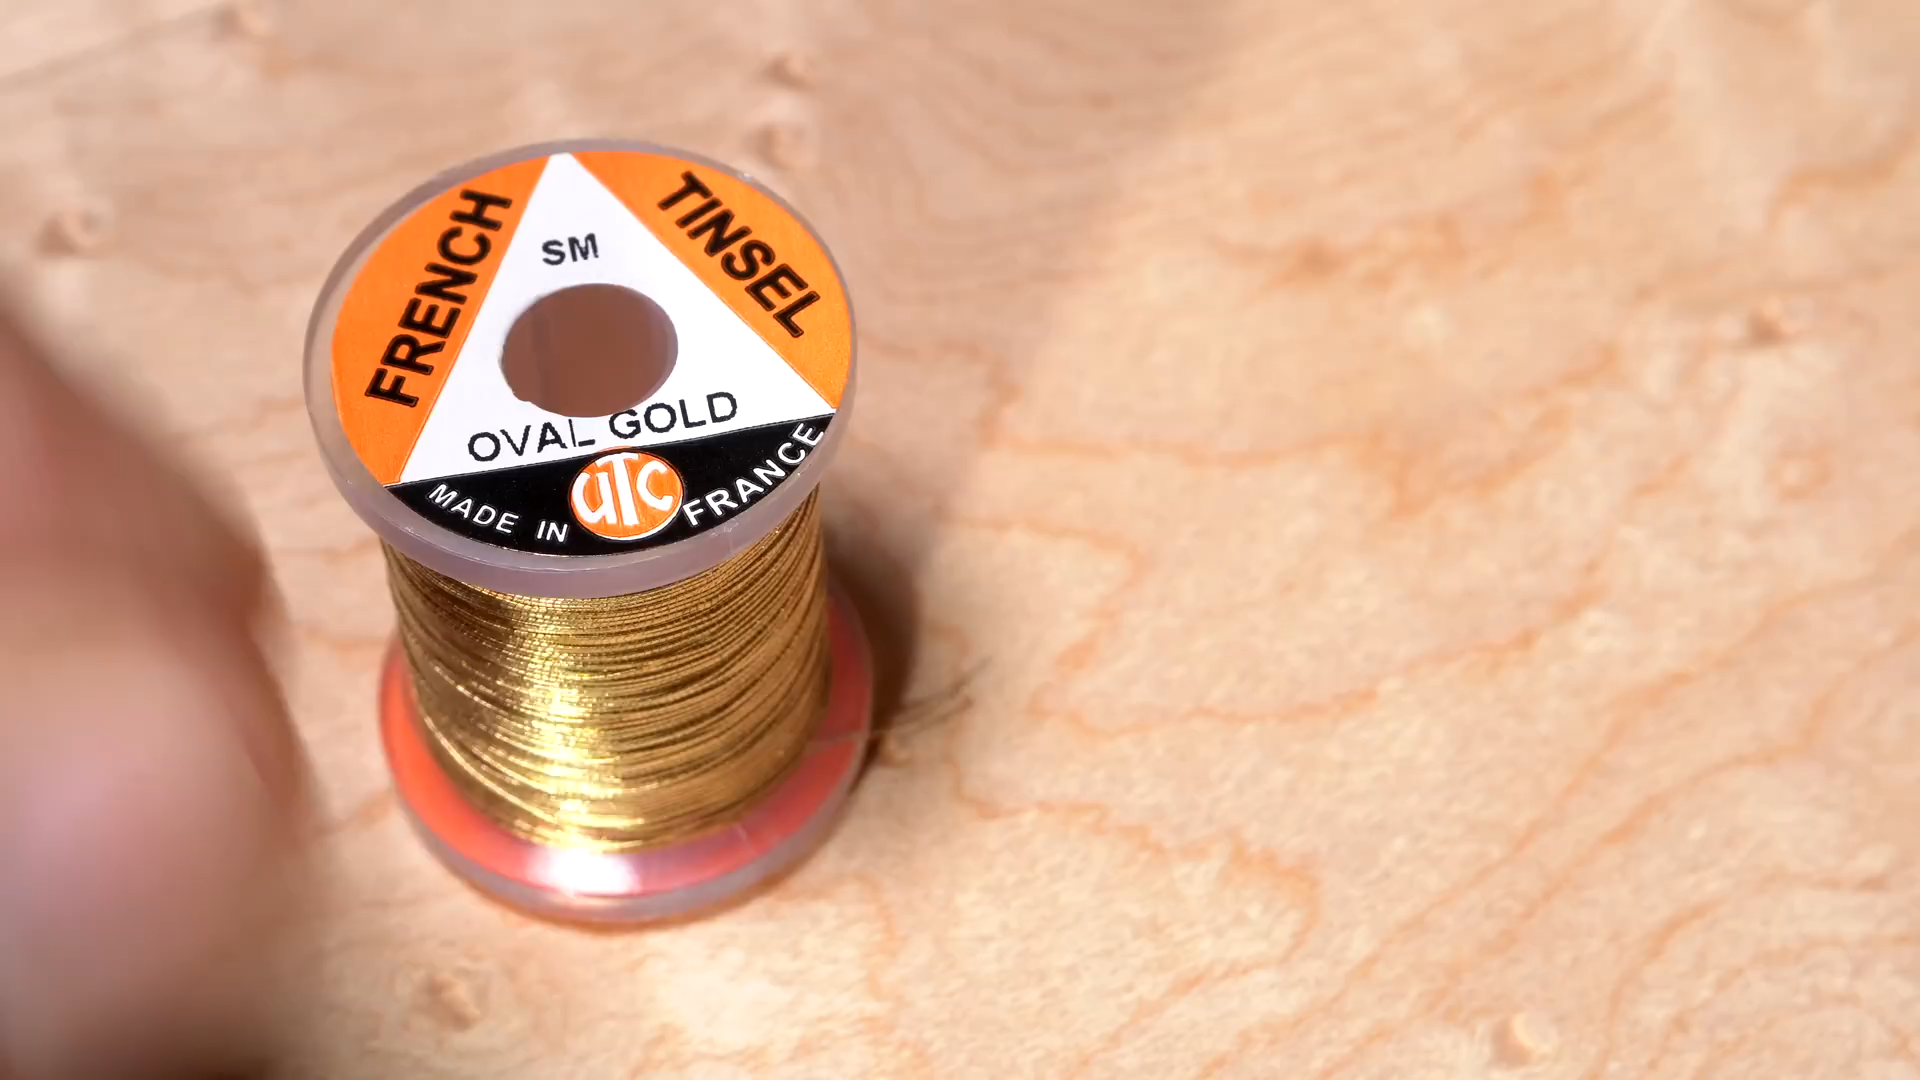 FRENCH
TINSEL
SM
OVAL GOLD
MADE IN
UTC
FRANCE